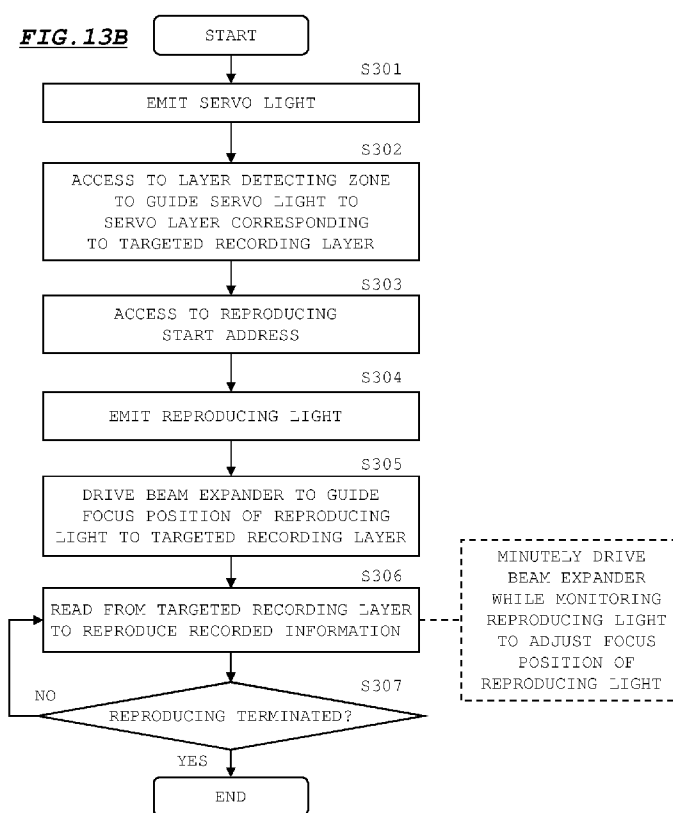 FIG.13B
START
S301
EMIT SERVO LIGHT
S302
ACCESS TO LAYER DETECTING ZONE
TO GUIDE SERVO LIGHT TO
SERVO LAYER CORRESPONDING
TO TARGETED RECORDING LAYER
S303
ACCESS TO REPRODUCING
START ADDRESS
S304
EMIT REPRODUCING LIGHT
S305
DRIVE BEAM EXPANDER TO GUIDE
FOCUS POSITION OF REPRODUCING
LIGHT TO TARGETED RECORDING LAYER
S306
READ FROM TARGETED RECORDING LAYER
TO REPRODUCE RECORDED INFORMATION
MINUTELY DRIVE
BEAM EXPANDER
WHILE MONITORING
REPRODUCING LIGHT
TO ADJUST FOCUS
POSITION OF
REPRODUCING LIGHT
S307
NO
REPRODUCING TERMINATED?
YES
END